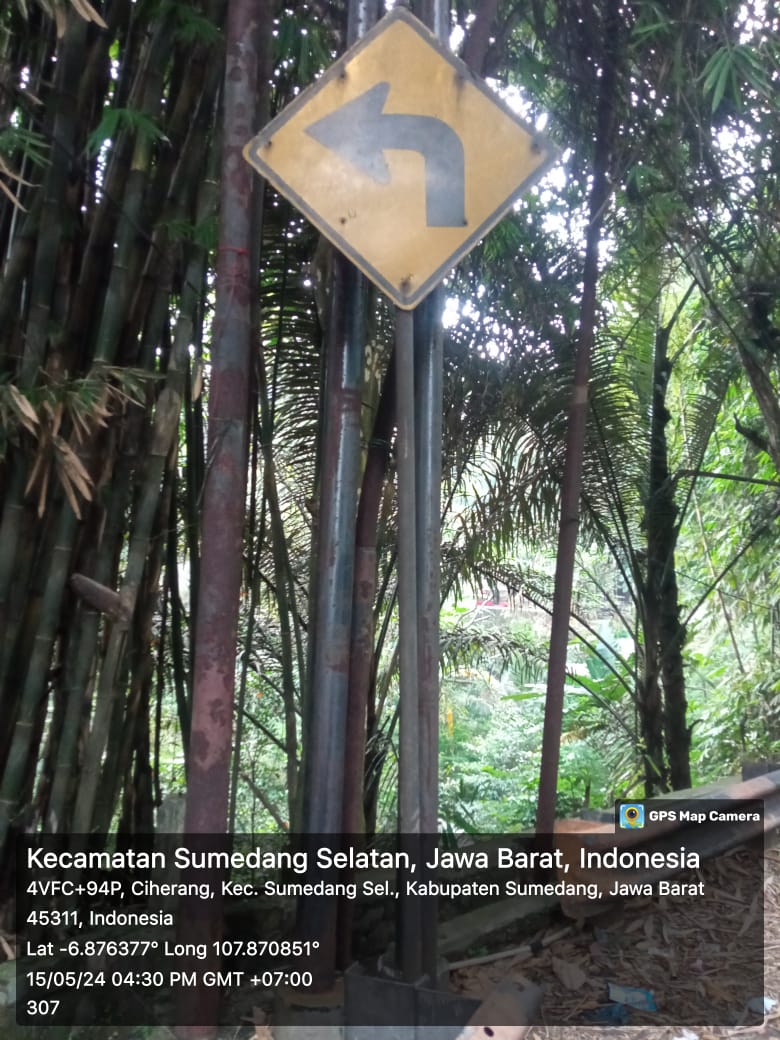 GPS Map Camera
Kecamatan Sumedang Selatan, Jawa Barat, Indonesia
4VFC+94P, Ciherang, Kec. Sumedang Sel., Kabupaten Sumedang, Jawa Barat
45311, Indonesia
Lat -6.876377° Long 107.870851°
15/05/24 04:30 PM GMT +07:00
307